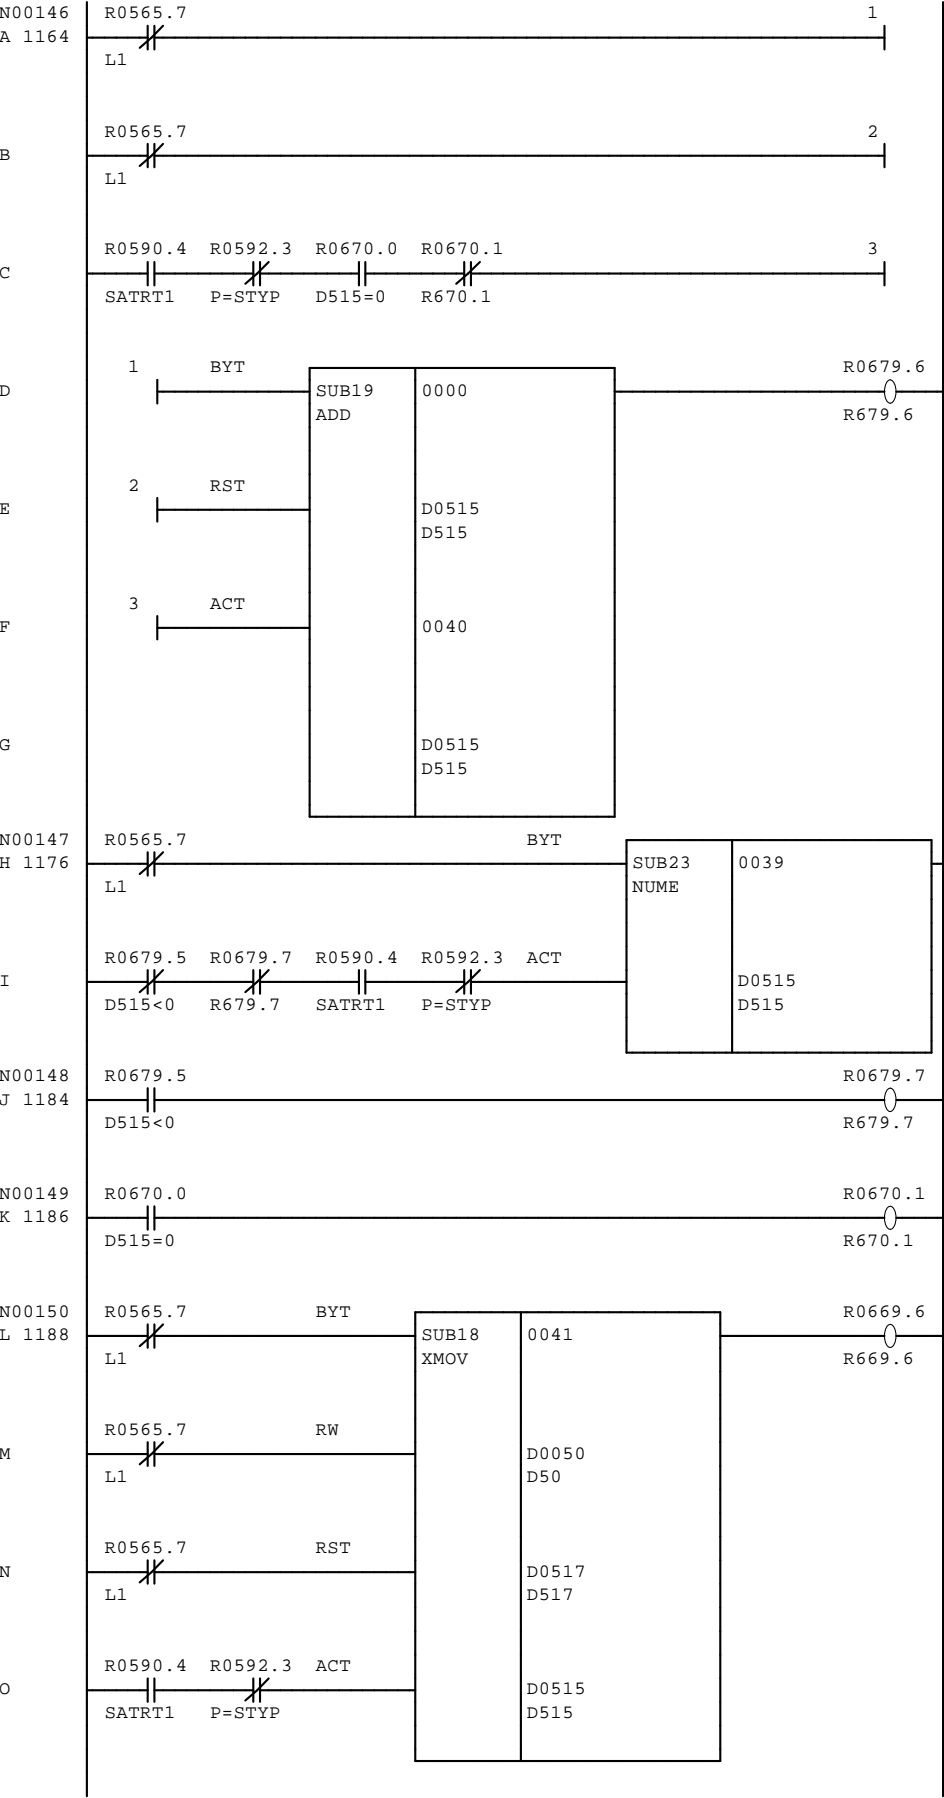 N00146 R0565.7 1
A 1164
L1
R0565.7 2
B
L1
R0590.4 R0592.3 R0670.0 R0670.1 3
C
SATRT1 P=STYP D515=0 R670.1
1 BYT R0679.6
D SUB19 0000
ADD R679.6
2 RST
E D0515
D515
3 ACT
F 0040
G D0515
D515
N00147 R0565.7 BYT
H 1176 SUB23 0039
L1 NUME
R0679.5 R0679.7 R0590.4 R0592.3 ACT
I D0515
D515<0 R679.7 SATRT1 P=STYP D515
N00148 R0679.5 R0679.7
J 1184
D515<0 R679.7
N00149 R0670.0 R0670.1
K 1186
D515=0 R670.1
N00150 R0565.7 BYT R0669.6
L 1188 SUB18 0041
L1 XMOV R669.6
R0565.7 RW
M D0050
L1 D50
R0565.7 RST
N D0517
L1 D517
R0590.4 R0592.3 ACT
O D0515
SATRT1 P=STYP D515